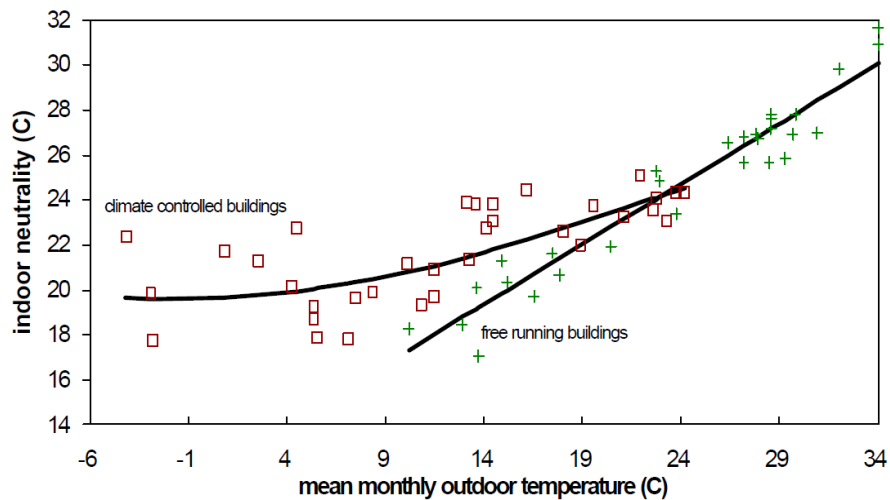 32
30
28
26
24
22
20
18
16
14
indoor neutrality (C)
climate controlled buildings
free running buildings
-6 -1 4 9 14 19 24 29 34
mean monthly outdoor temperature (C)